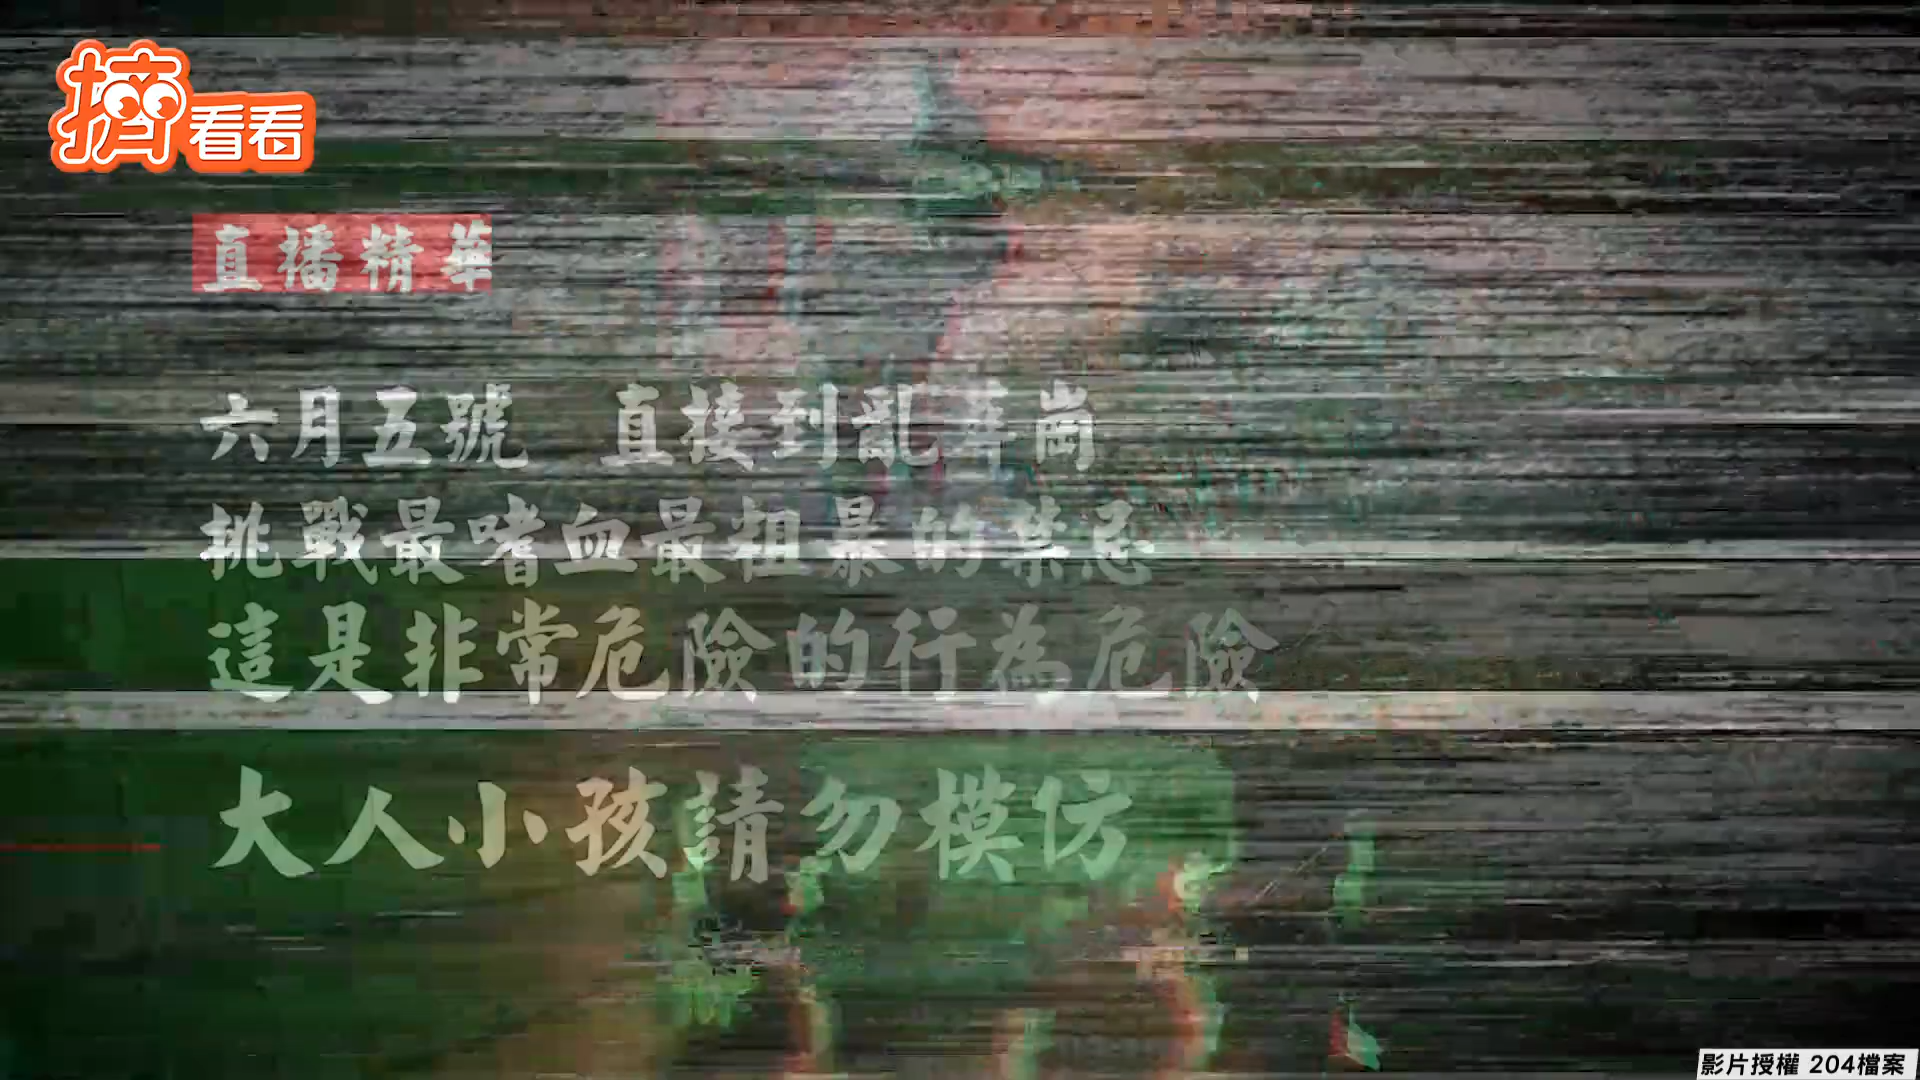 擠看看
直播精華
六月五號 直接到亂葬崗
挑戰最嗜血最粗暴的禁忌
這是非常危險的行為危險
大人小孩請勿模仿
影片授權 204檔案